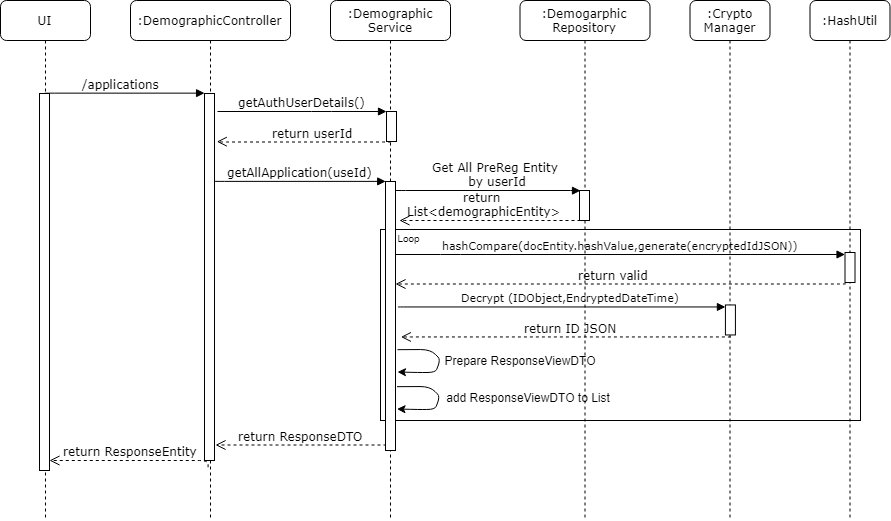 UI
:DemographicController
:Demographic
Service
:Demogarphic
Repository
:Crypto
Manager
:HashUtil
/applications
getAuthUserDetails()
return userId
getAllApplication(useId)
Get All PreReg Entity
by userId
return
List<demographicEntity>
Loop
hashCompare(docEntity.hashValue,generate(encryptedIdJSON))
return valid
Decrypt (IDObject,EncryptedDateTime)
return ID JSON
Prepare ResponseViewDTO
add ResponseViewDTO to List
return ResponseDTO
return ResponseEntity